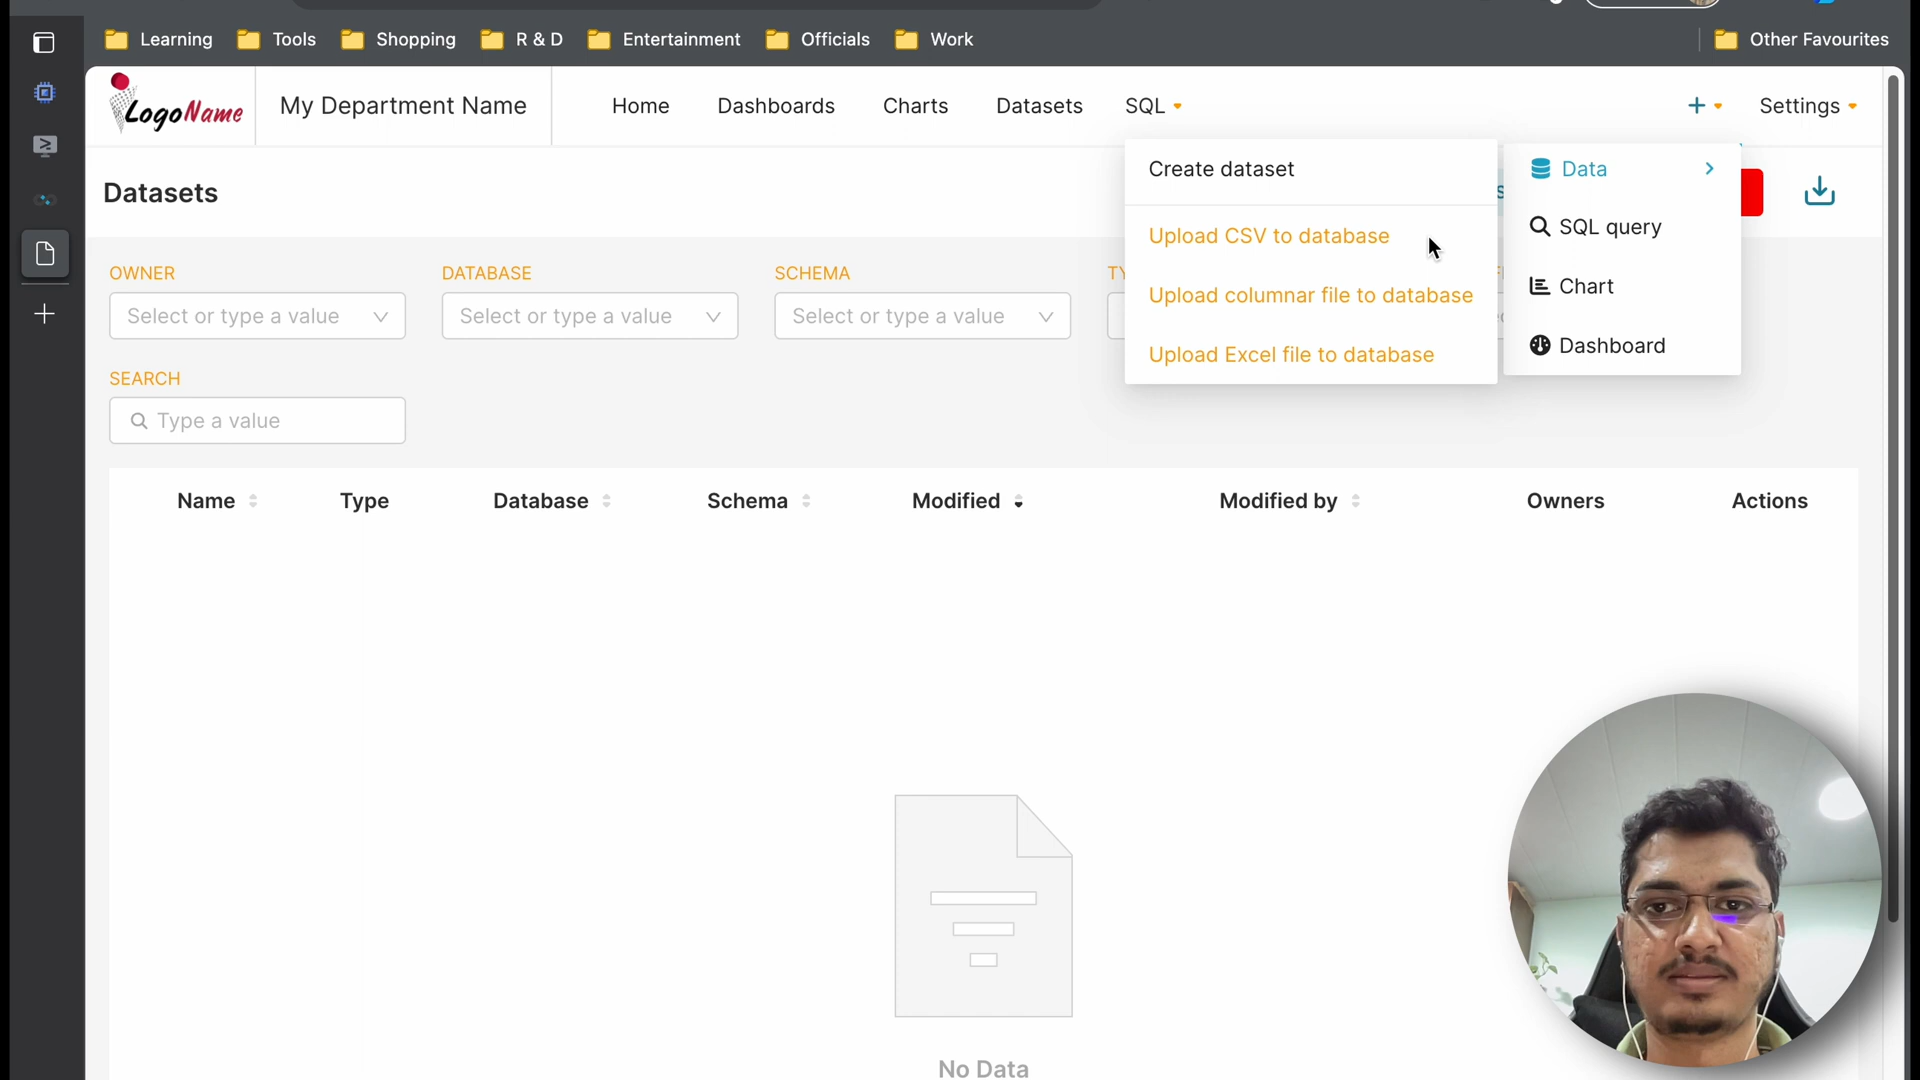 Learning Tools Shopping R & D Entertainment Officials Work Other Favourites
LogoName My Department Name Home Dashboards Charts Datasets SQL + Settings
Datasets
Create dataset
Upload CSV to database
Upload columnar file to database
Upload Excel file to database
Data
SQL query
Chart
Dashboard
OWNER DATABASE SCHEMA TY
Select or type a value Select or type a value Select or type a value
SEARCH
Type a value
Name Type Database Schema Modified Modified by Owners Actions
No Data